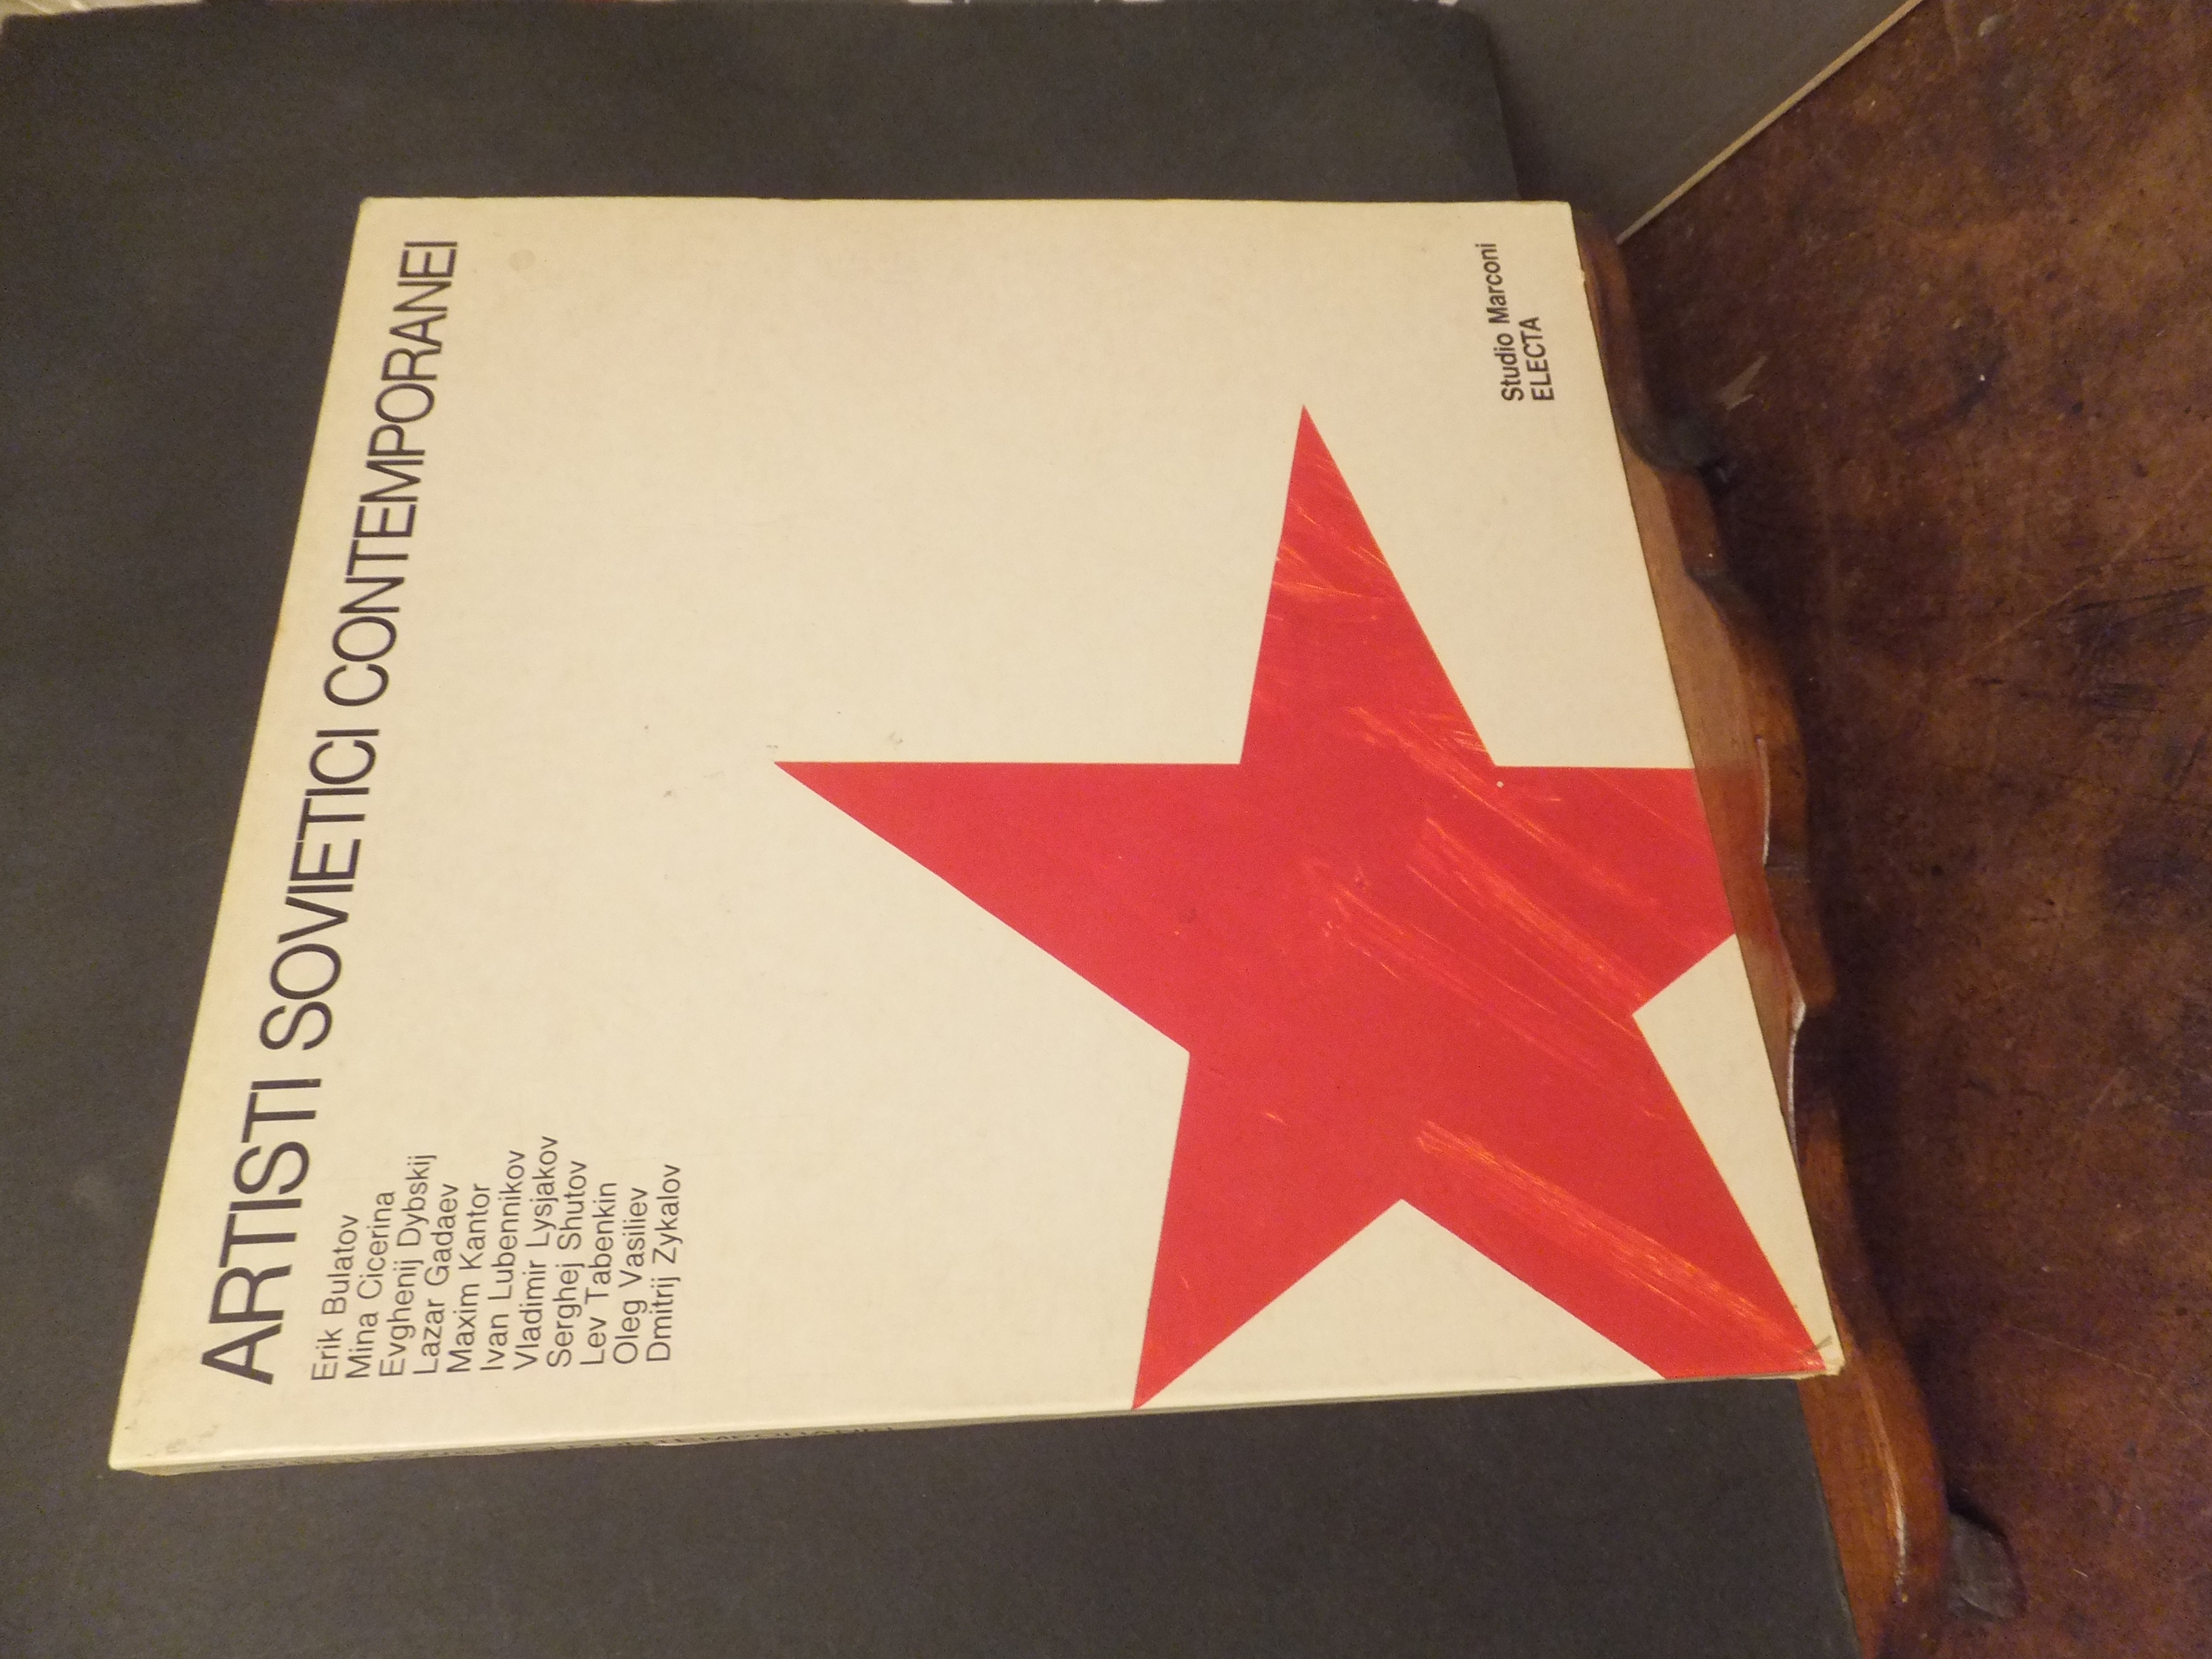 ARTISTI SOVIETICI CONTEMPORANEI
Erik Bulatov
Mina Cicerina
Evghenij Dybskij
Lazar Gadaev
Maxim Kantor
Ivan Lubennikov
Vladimir Lysjakov
Serghej Shutov
Lev Tabenkin
Oleg Vasiliev
Dmitrij Zykalov
Studio Marconi
ELECTA